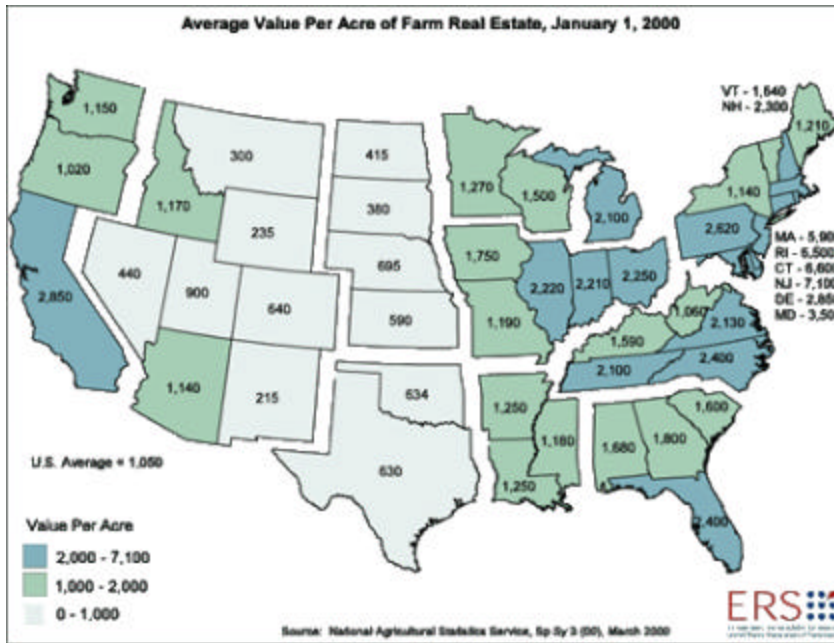 Average Value Per Acre of Farm Real Estate, January 1, 2000
VT - 1,640
NH - 2,300
1,150
1,210
300
415
1,020
1,270
1,500
1,140
1,170
380
2,100
235
2,620
MA - 5,90
RI - 6,500
CT - 6,60
NJ - 7,100
DE - 2,8
MD - 3,50
1,750
695
440
900
2,850
640
2,220
2,210
2,250
590
1,190
1,060
2,130
1,590
2,400
2,100
1,140
215
634
1,250
1,600
1,180
1,680
1,800
U.S. Average = 1,050
630
1,250
2,400
Value Per Acre
2,000 - 7,100
1,000 - 2,000
0 - 1,000
ERS
Source: National Agricultural Statistics Service, Sp Sy 3 (00), March 2000